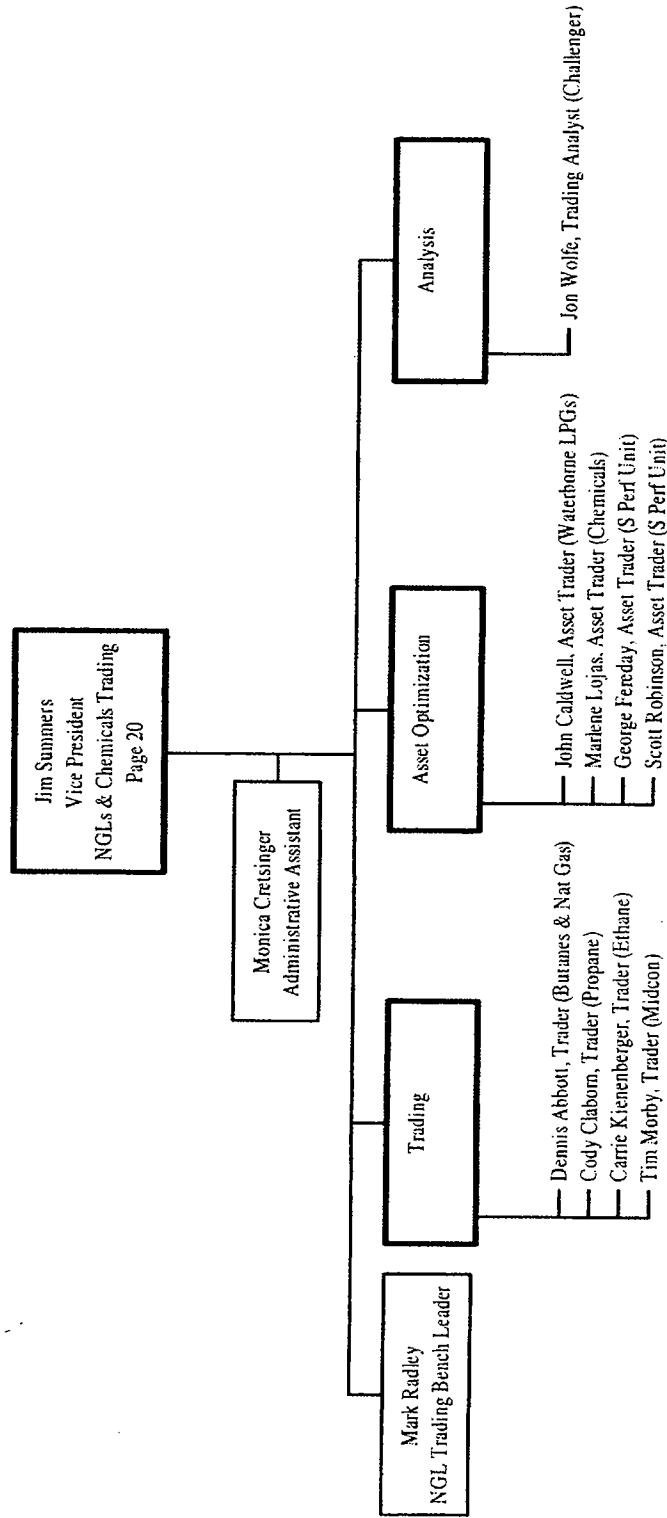 Jim Summers
Vice President
NGLs & Chemicals Trading
Page 20
Monica Cretsinger
Administrative Assistant
Mark Radley
NGL Trading Bench Leader
Trading
Dennis Abbott, Trader (Butanes & Nat Gas)
Cody Claborn, Trader (Propane)
Carrie Kienenberger, Trader (Ethane)
Tim Morby, Trader (Midcon)
Asset Optimization
John Caldwell, Asset Trader (Waterborne LPGs)
Marlene Lojas, Asset Trader (Chemicals)
George Fereday, Asset Trader (S Perf Unit)
Scott Robinson, Asset Trader (S Perf Unit)
Analysis
Jon Wolfe, Trading Analyst (Challenger)